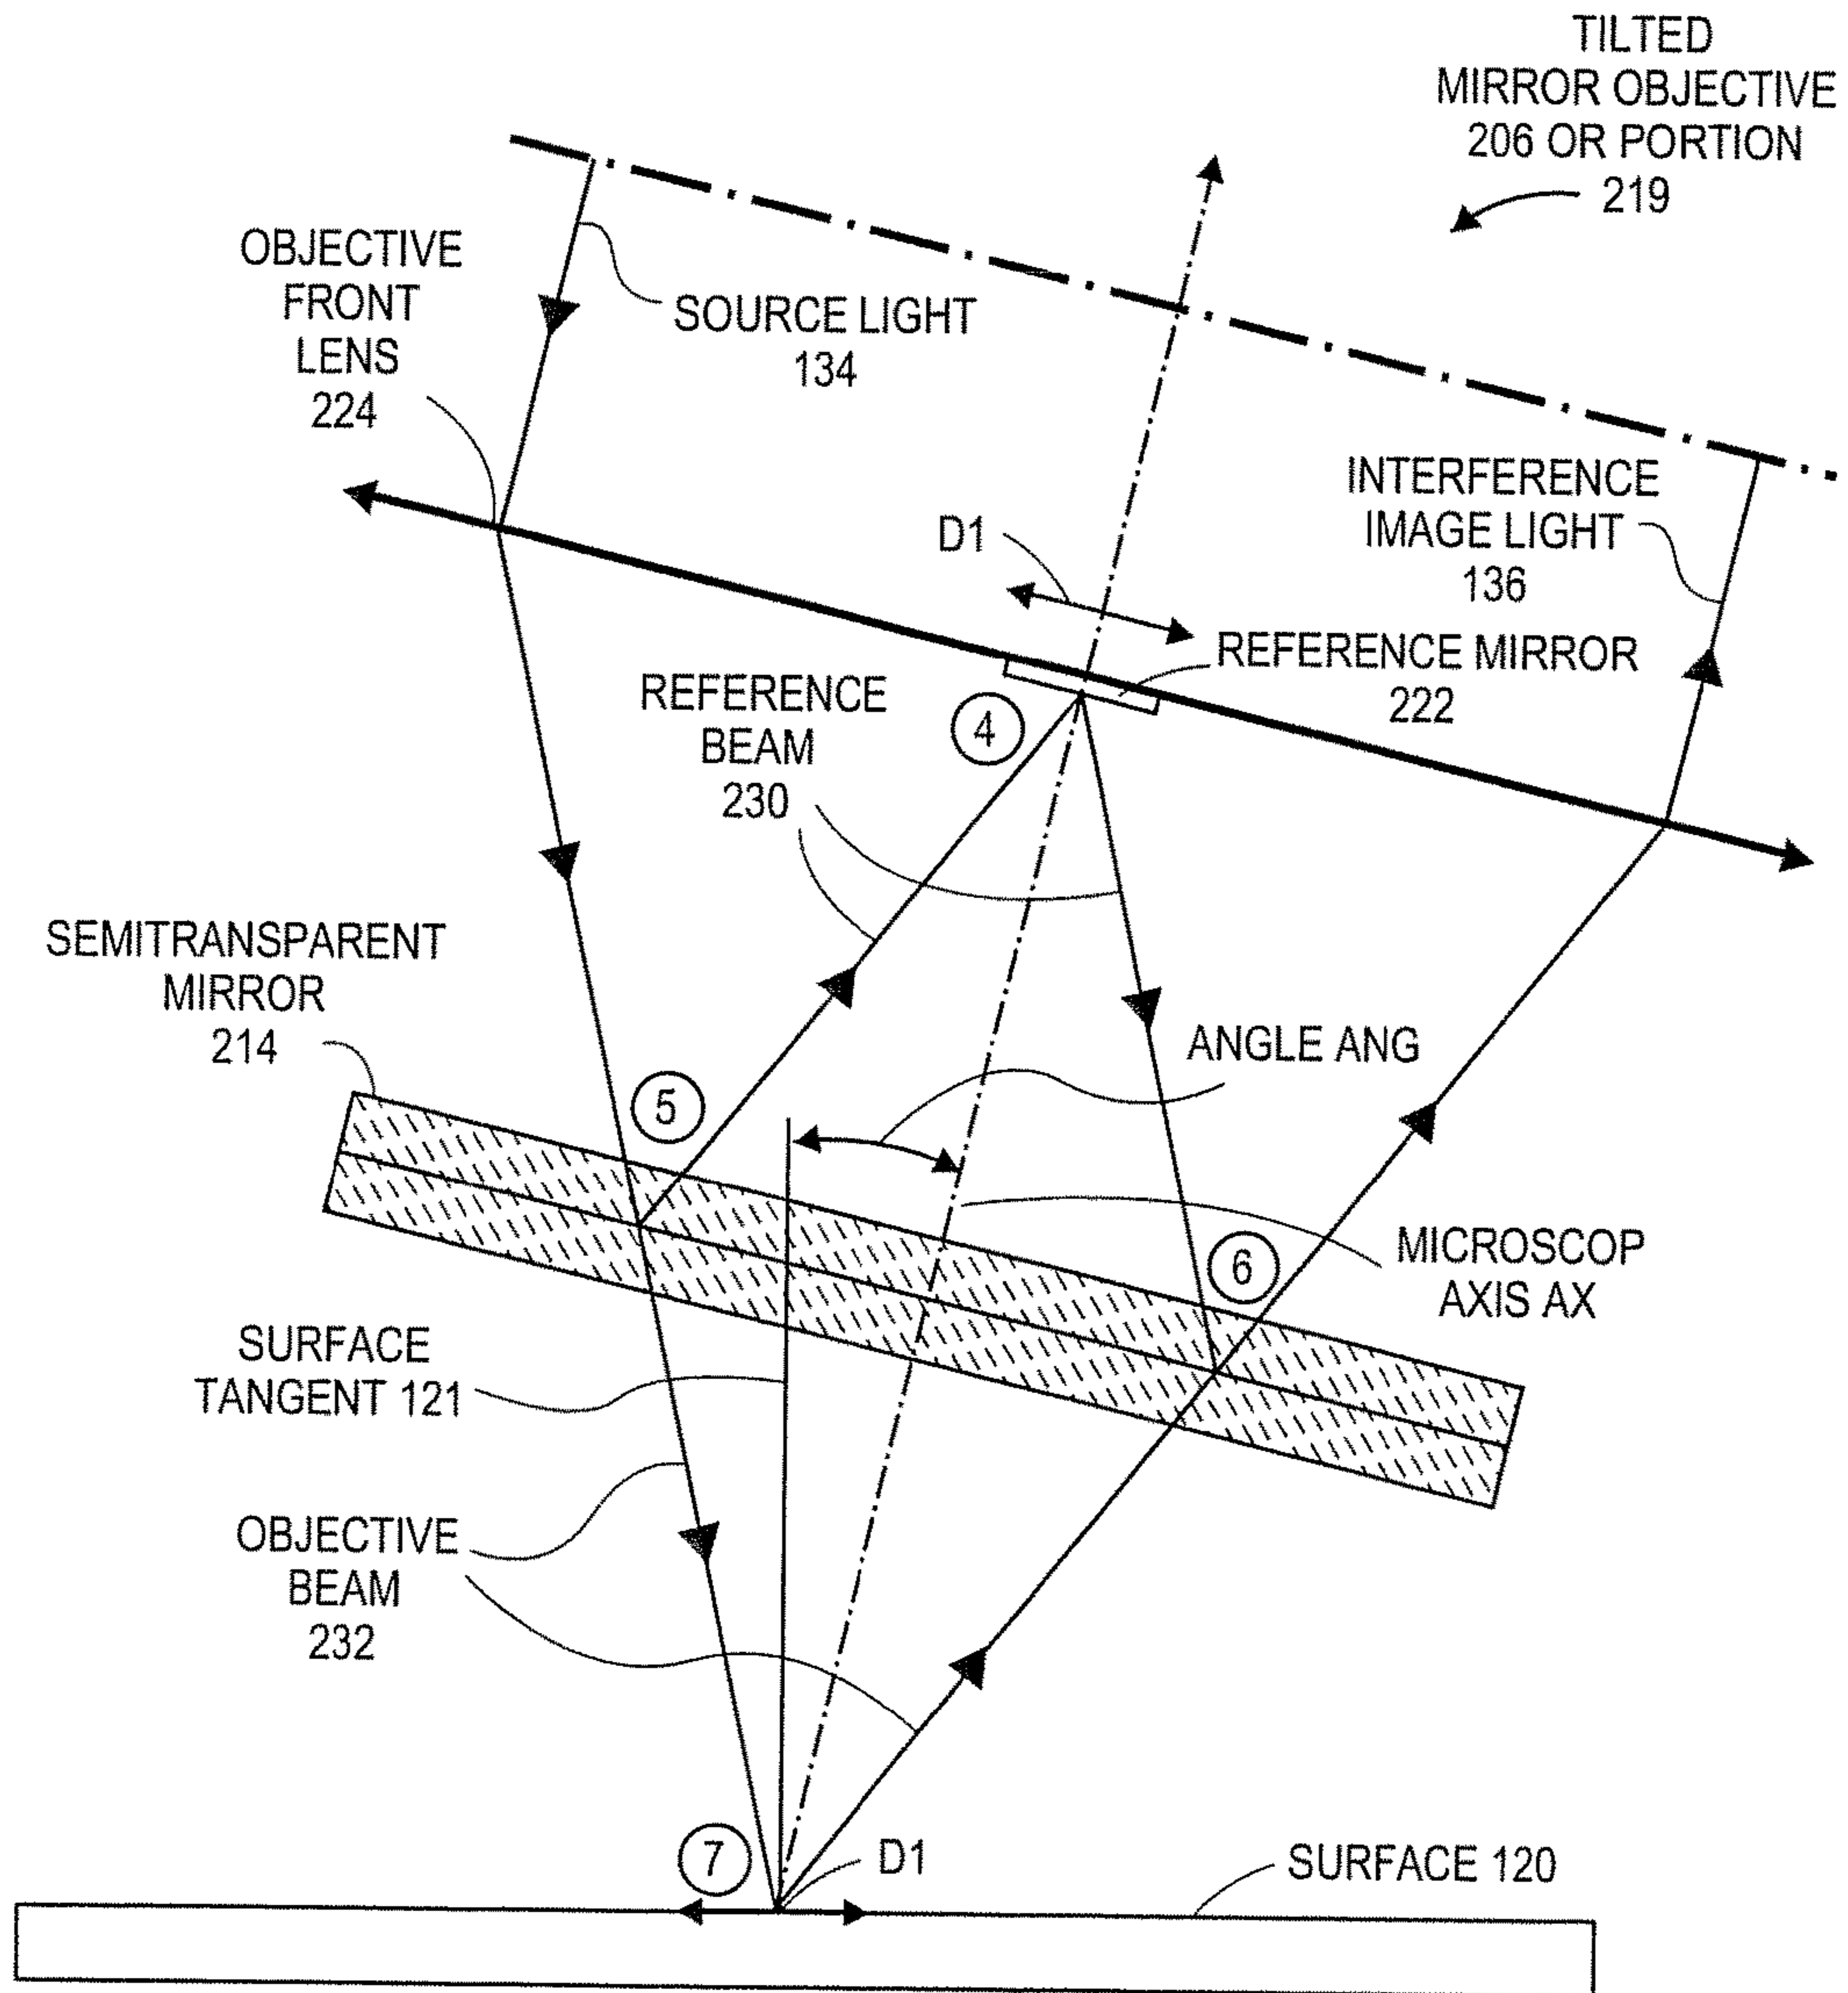 TILTED
MIRROR OBJECTIVE
206 OR PORTION
219
OBJECTIVE
FRONT
LENS
224
SOURCE LIGHT
134
INTERFERENCE
IMAGE LIGHT
136
D1
REFERENCE MIRROR
222
REFERENCE
BEAM
230
4
SEMITRANSPARENT
MIRROR
214
ANGLE ANG
5
MICROSCOP
AXIS AX
6
SURFACE
TANGENT 121
OBJECTIVE
BEAM
232
7
D1
SURFACE 120